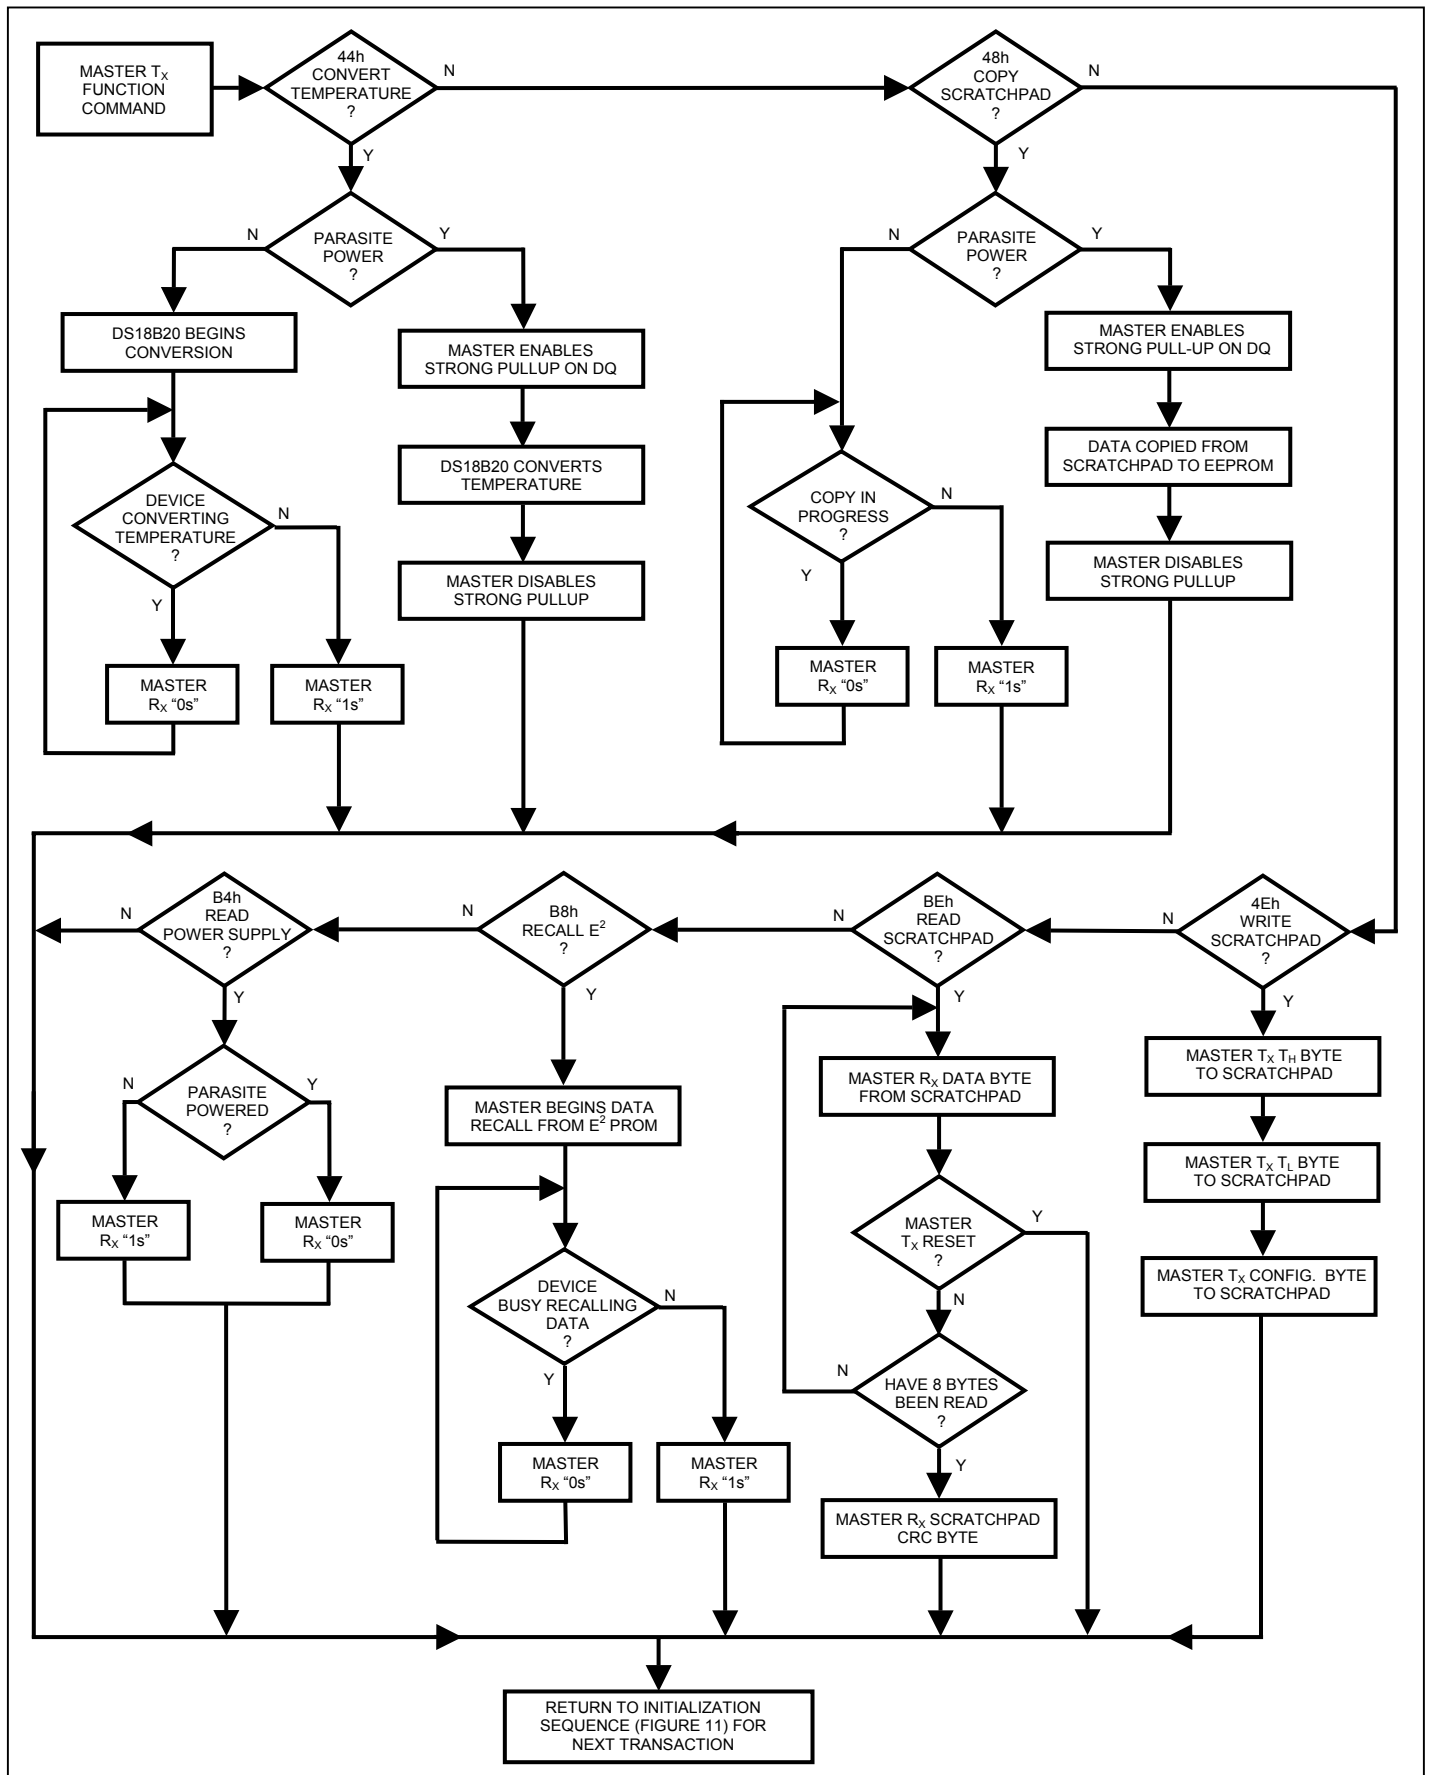 MASTER TX
FUNCTION
COMMAND
44h
CONVERT
TEMPERATURE
?
N
Y
48h
COPY
SCRATCHPAD
?
N
Y
PARASITE
POWER
?
N
Y
DS18B20 BEGINS
CONVERSION
MASTER ENABLES
STRONG PULLUP ON DQ
DS18B20 CONVERTS
TEMPERATURE
MASTER DISABLES
STRONG PULLUP
DEVICE
CONVERTING
TEMPERATURE
?
N
Y
MASTER
RX “0s”
MASTER
RX “1s”
PARASITE
POWER
?
N
Y
MASTER ENABLES
STRONG PULL-UP ON DQ
DATA COPIED FROM
SCRATCHPAD TO EEPROM
MASTER DISABLES
STRONG PULLUP
COPY IN
PROGRESS
?
N
Y
MASTER
RX “0s”
MASTER
RX “1s”
4Eh
WRITE
SCRATCHPAD
?
N
Y
MASTER TX TH BYTE
TO SCRATCHPAD
MASTER TX TL BYTE
TO SCRATCHPAD
MASTER TX CONFIG. BYTE
TO SCRATCHPAD
BEh
READ
SCRATCHPAD
?
N
Y
MASTER RX DATA BYTE
FROM SCRATCHPAD
MASTER
TX RESET
?
Y
N
HAVE 8 BYTES
BEEN READ
?
N
Y
MASTER RX SCRATCHPAD
CRC BYTE
B8h
RECALL E2
?
N
Y
MASTER BEGINS DATA
RECALL FROM E2 PROM
DEVICE
BUSY RECALLING
DATA
?
N
Y
MASTER
RX “0s”
MASTER
RX “1s”
B4h
READ
POWER SUPPLY
?
N
Y
PARASITE
POWERED
?
N
Y
MASTER
RX “1s”
MASTER
RX “0s”
RETURN TO INITIALIZATION
SEQUENCE (FIGURE 11) FOR
NEXT TRANSACTION